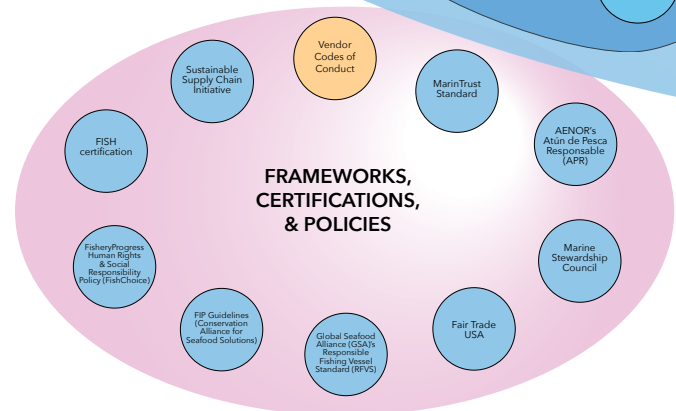 Vendor
Codes of
Conduct
Sustainable
Supply Chain
Initiative
MarinTrust
Standard
FISH
certification
AENOR's
Atún de Pesca
Responsable
(APR)
FRAMEWORKS,
CERTIFICATIONS,
& POLICIES
FisheryProgress
Human Rights
& Social
Responsibility
Policy (FishChoice)
Marine
Stewardship
Council
FIP Guidelines
(Conservation
Alliance for
Seafood Solutions)
Global Seafood
Alliance (GSA)'s
Responsible
Fishing Vessel
Standard (RFVS)
Fair Trade
USA